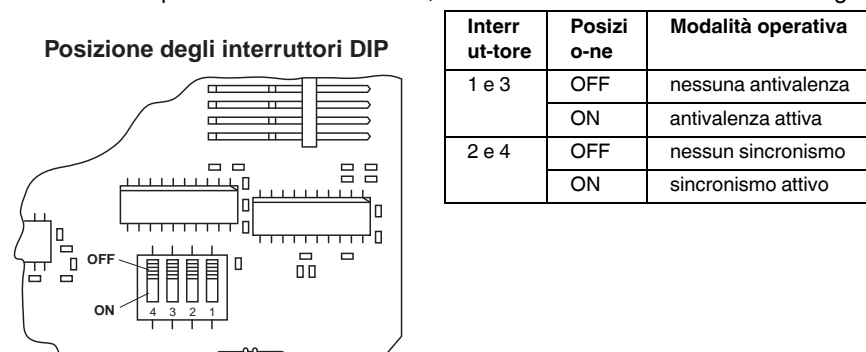 Posizione degli interruttori DIP
OFF
ON
4 3 2 1
Interr
ut-tore
Posizi
o-ne
Modalità operativa
1 e 3
OFF
nessuna antivalenza
ON
antivalenza attiva
2 e 4
OFF
nessun sincronismo
ON
sincronismo attivo